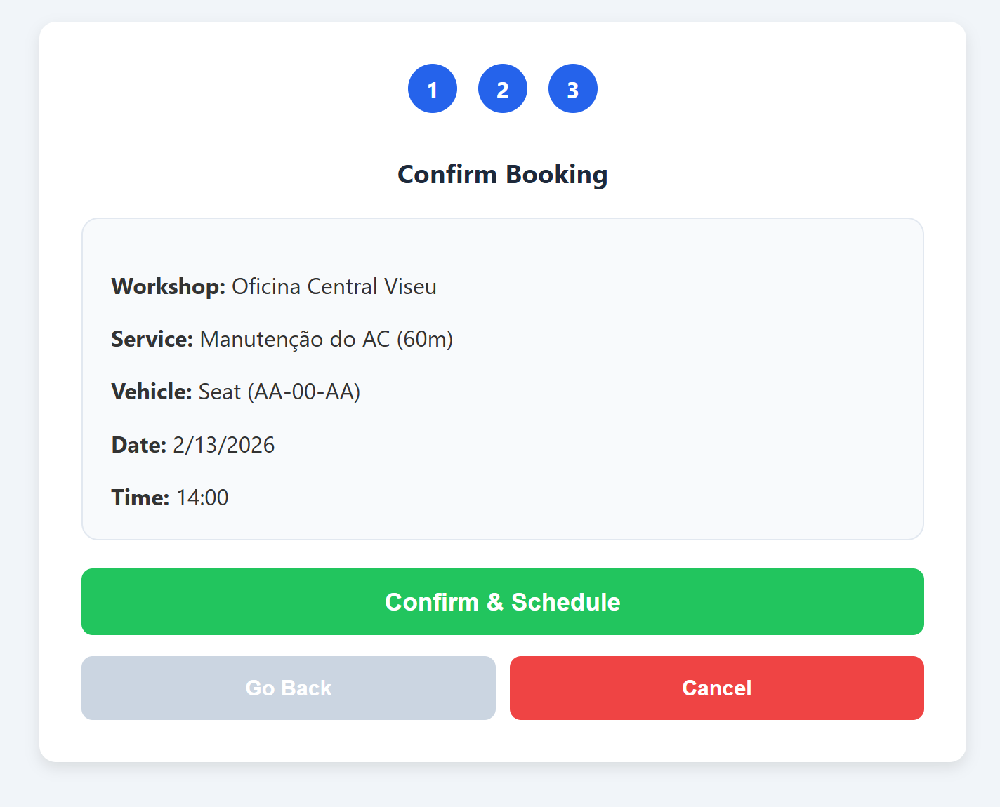 1 2 3
Confirm Booking
Workshop: Oficina Central Viseu
Service: Manutenção do AC (60m)
Vehicle: Seat (AA-00-AA)
Date: 2/13/2026
Time: 14:00
Confirm & Schedule
Go Back Cancel